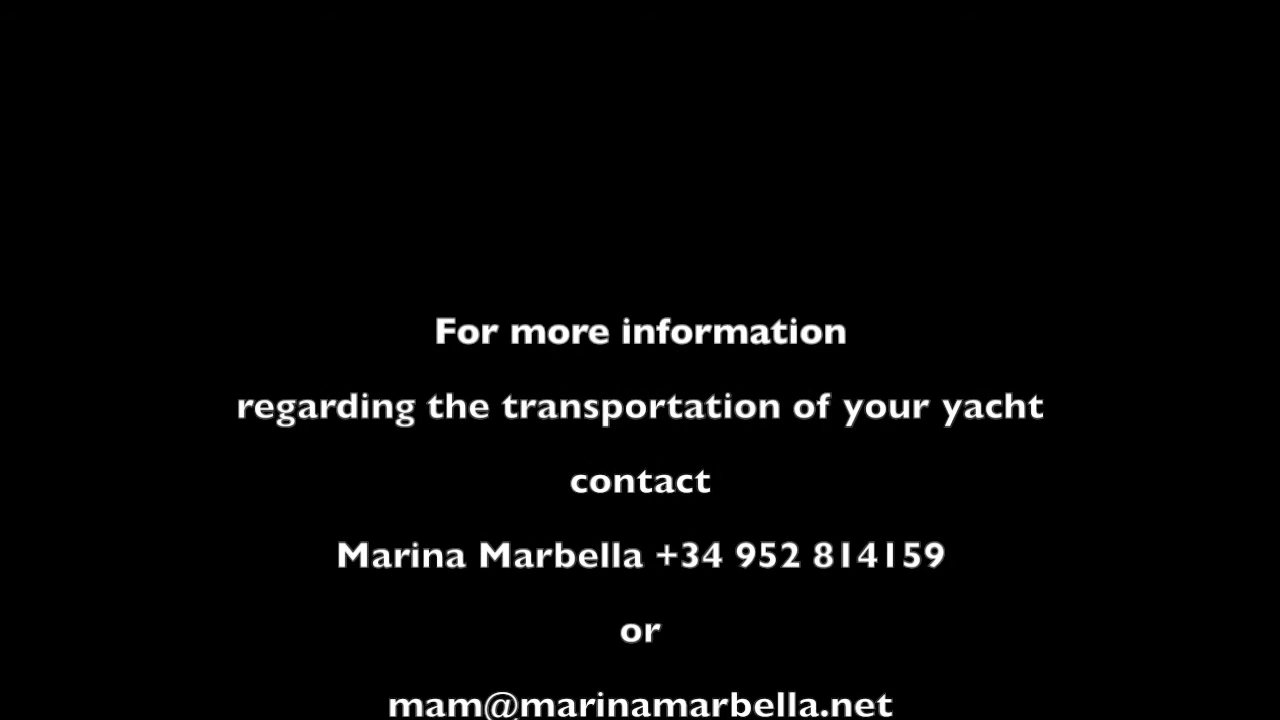 For more information
regarding the transportation of your yacht
contact
Marina Marbella +34 952 814159
or
mam@marinamarbella.net